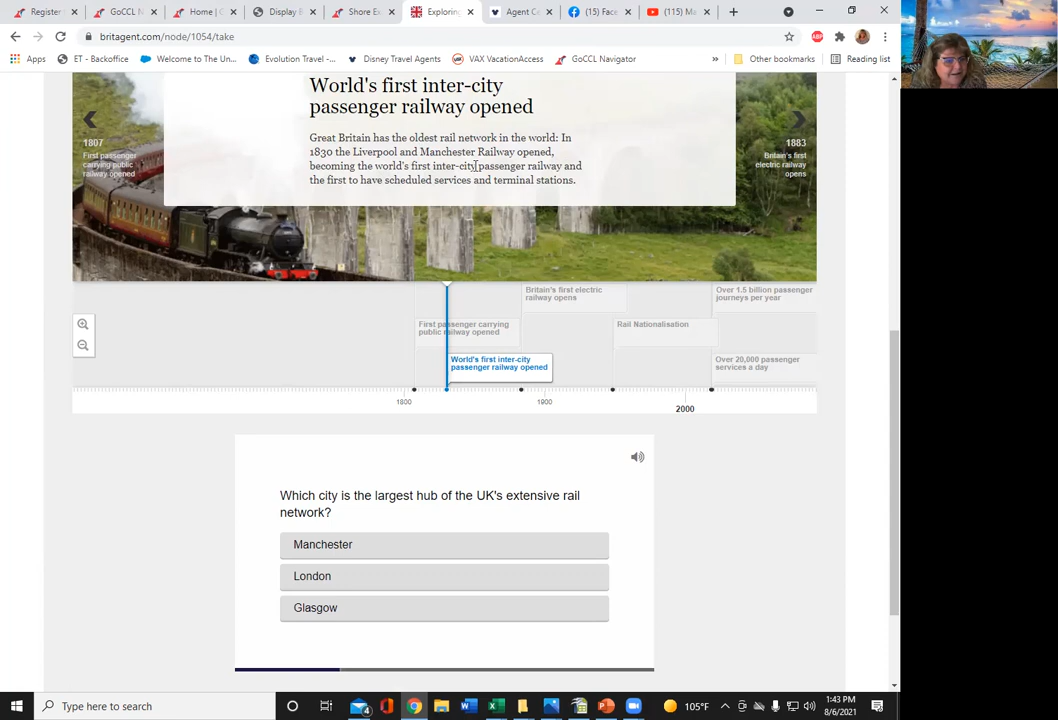 Register
GoCCL N
Home | C
Display B
Shore Ex
Exploring
Agent Ce
(15) Face
(115) Ma
britagent.com/node/1054/take
Apps
ET - Backoffice
Welcome to The Un...
Evolution Travel -...
Disney Travel Agents
VAX VacationAccess
GoCCL Navigator
»
Other bookmarks
Reading list
World's first inter-city
passenger railway opened
Great Britain has the oldest rail network in the world: In
1830 the Liverpool and Manchester Railway opened,
becoming the world's first inter-city passenger railway and
the first to have scheduled services and terminal stations.
1807
First passenger
carrying public
railway opened
1883
Britain's first
electric railway
opens
Britain's first electric
railway opens
Over 1.5 billion passenger
journeys per year
First passenger carrying
public railway opened
Rail Nationalisation
World's first inter-city
passenger railway opened
Over 20,000 passenger
services a day
1800
1900
2000
Which city is the largest hub of the UK's extensive rail
network?
Manchester
London
Glasgow
Type here to search
4
105°F
1:43 PM
8/6/2021